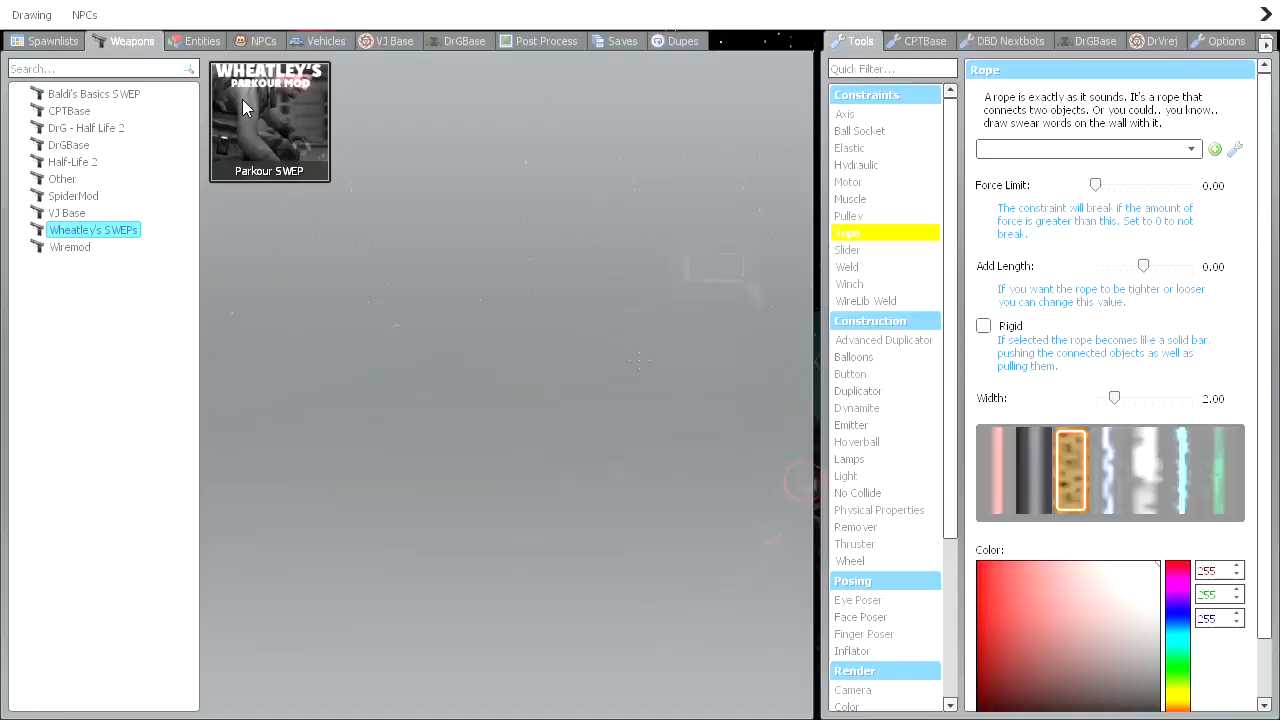 Drawing NPCs
Spawnlists Weapons Entities NPCs Vehicles VJ Base DrGBase Post Process Saves Dupes
Search...
Baldi's Basics SWEP
CPTBase
DrG - Half Life 2
DrGBase
Half-Life 2
Other
SpiderMod
VJ Base
Wheatley's SWEPs
Wiremod
WHEATLEY'S
PARKOUR MOD
Parkour SWEP
Tools CPTBase DBD Nextbots DrGBase DrVrej Options
Quick Filter...
Constraints
Axis
Ball Socket
Elastic
Hydraulic
Motor
Muscle
Pulley
Rope
Slider
Weld
Winch
WireLib Weld
Construction
Advanced Duplicator
Balloons
Button
Duplicator
Dynamite
Emitter
Hoverball
Lamps
Light
No Collide
Physical Properties
Remover
Thruster
Wheel
Posing
Eye Poser
Face Poser
Finger Poser
Inflator
Render
Camera
Color
Rope
A rope is exactly as it sounds. It's a rope that
connects two objects. Or you could.. you know..
draw swear words on the wall with it.
Force Limit: 0.00
The constraint will break if the amount of
force is greater than this. Set to 0 to not
break.
Add Length: 0.00
If you want the rope to be tighter or looser
you can change this value.
Rigid
If selected the rope becomes like a solid bar,
pushing the connected objects as well as
pulling them.
Width: 2.00
Color:
255
255
255